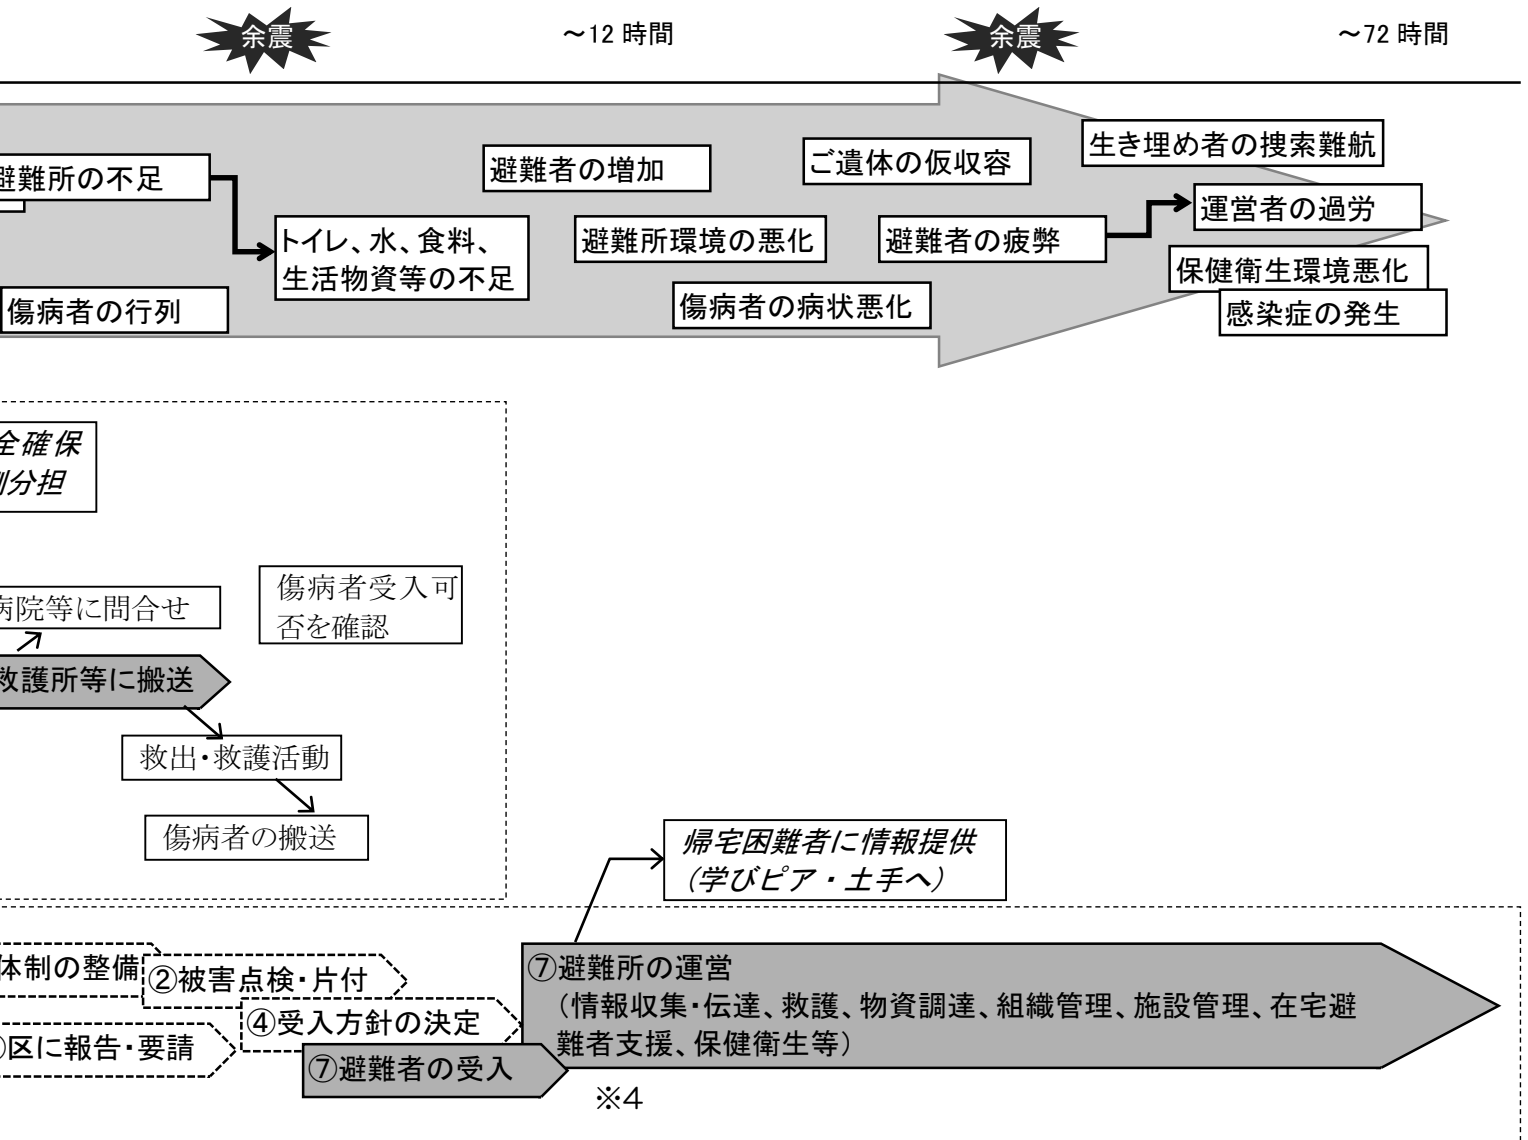 余震
～12 時間
余震
～72 時間
避難所の不足
避難者の増加
ご遺体の仮収容
生き埋め者の捜索難航
運営者の過労
トイレ、水、食料、
生活物資等の不足
避難所環境の悪化
避難者の疲弊
保健衛生環境悪化
傷病者の行列
傷病者の病状悪化
感染症の発生
全確保
割分担
病院等に問合せ
傷病者受入可
否を確認
救護所等に搬送
救出・救護活動
傷病者の搬送
帰宅困難者に情報提供
（学びピア・土手へ）
体制の整備
②被害点検・片付
④受入方針の決定
区に報告・要請
⑦避難者の受入
⑦避難所の運営
（情報収集・伝達、救護、物資調達、組織管理、施設管理、在宅避
難者支援、保健衛生等）
※4